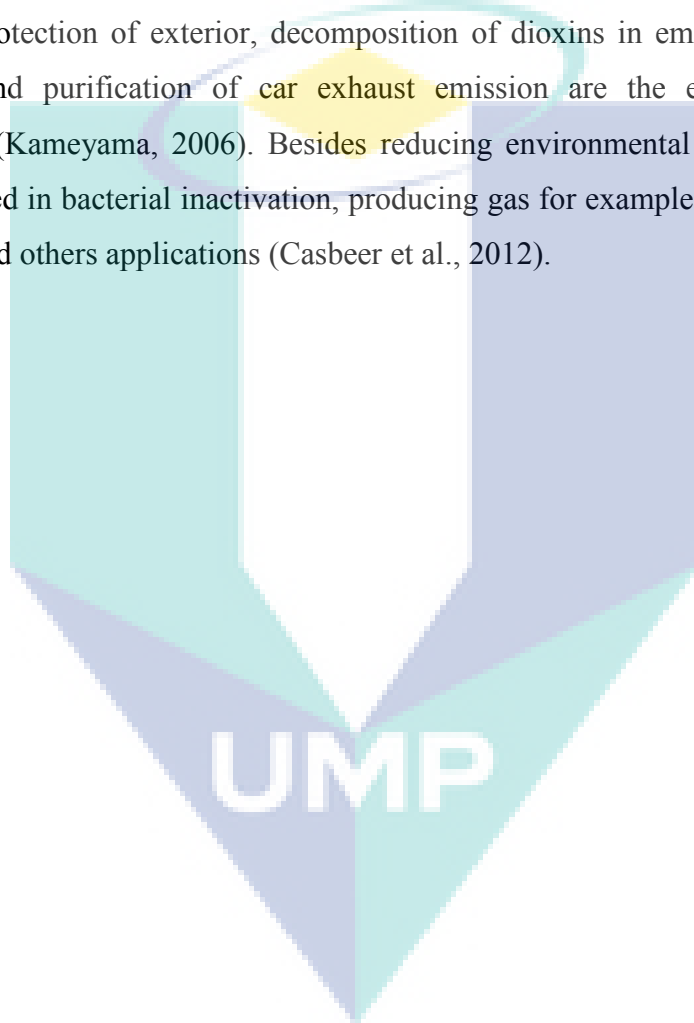 otection of exterior, decomposition of dioxins in em
nd purification of car exhaust emission are the e
(Kameyama, 2006). Besides reducing environmental
ed in bacterial inactivation, producing gas for example
d others applications (Casbeer et al., 2012).
UMP